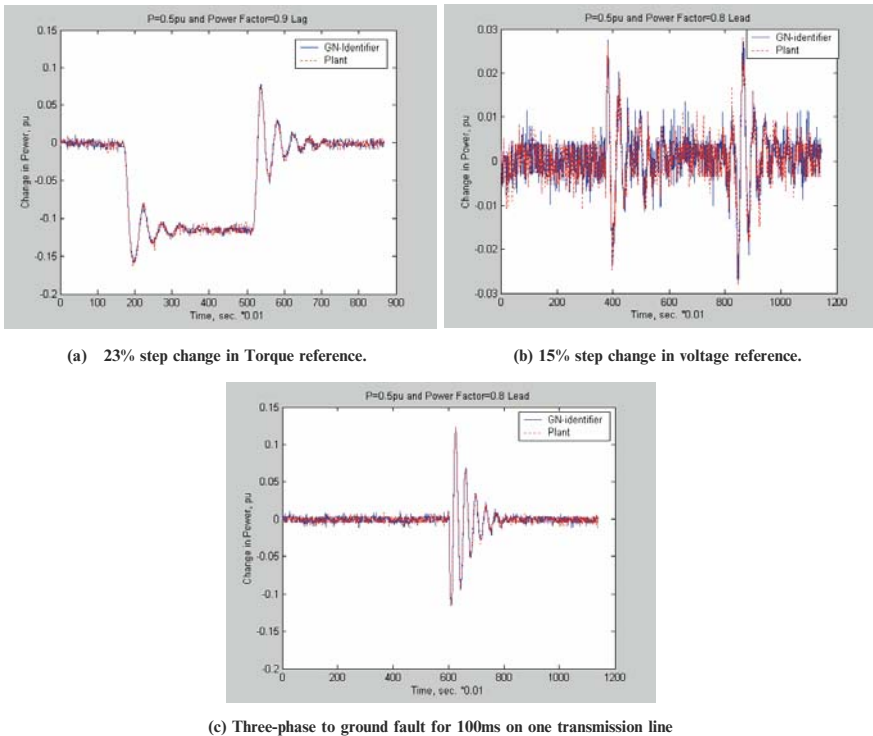 P=0.5pu and Power Factor=0.9 Lag
GN-Identifier
Plant
Change in Power, pu
0.15
0.1
0.05
0
-0.05
-0.1
-0.15
-0.2
0 100 200 300 400 500 600 700 800 900
Time, sec. *0.01
P=0.5pu and Power Factor=0.8 Lead
GN-identifier
Plant
Change in Power, pu
0.03
0.02
0.01
0
-0.01
-0.02
-0.03
0 200 400 600 800 1000 1200
Time, sec. *0.01
(a) 23% step change in Torque reference.
(b) 15% step change in voltage reference.
P=0.5pu and Power Factor=0.8 Lead
GN-identifier
Plant
Change in Power, pu
0.15
0.1
0.05
0
-0.05
-0.1
-0.15
-0.2
0 200 400 600 800 1000 1200
Time, sec. *0.01
(c) Three-phase to ground fault for 100ms on one transmission line